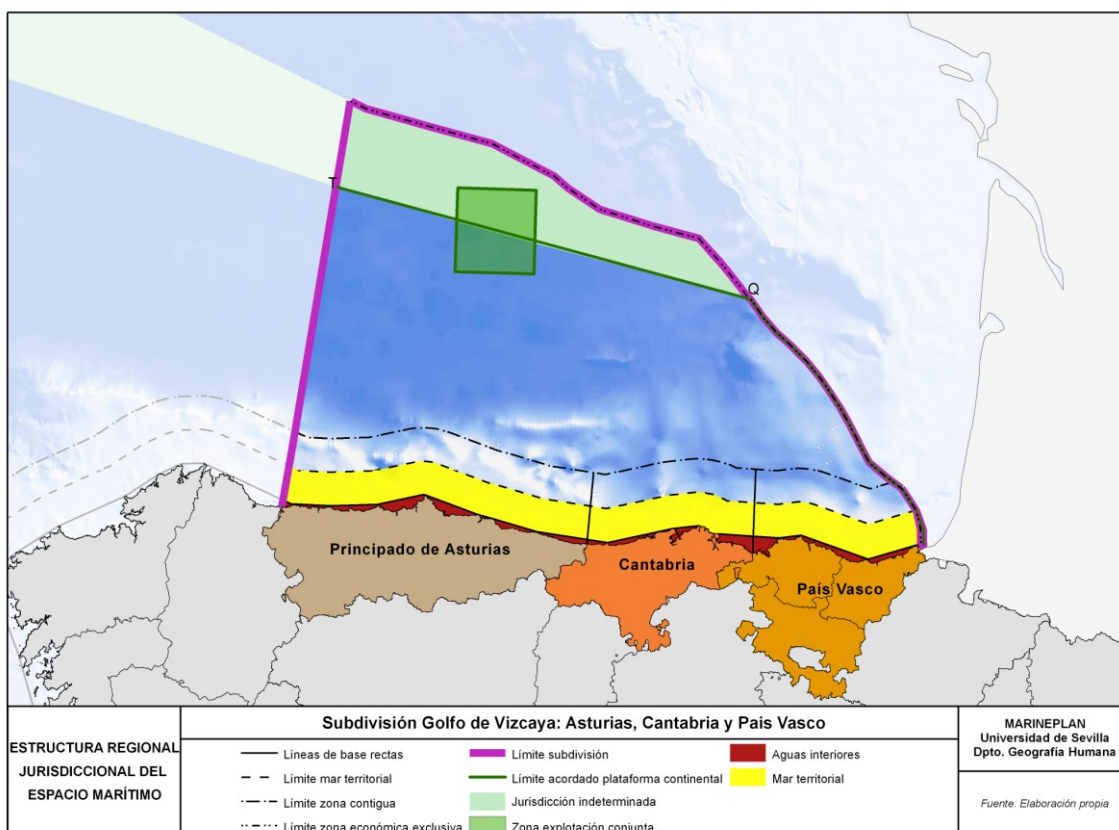 T
Q
Principado de Asturias
Cantabria
País Vasco
ESTRUCTURA REGIONAL
JURISDICCIONAL DEL
ESPACIO MARÍTIMO
Subdivisión Golfo de Vizcaya: Asturias, Cantabria y Pais Vasco
Líneas de base rectas
Límite mar territorial
Límite zona contigua
Límite zona económica exclusiva
Límite subdivisión
Límite acordado plataforma continental
Jurisdicción indeterminada
Zona explotación conjunta
Aguas interiores
Mar territorial
MARINEPLAN
Universidad de Sevilla
Dpto. Geografía Humana
Fuente: Elaboración propia